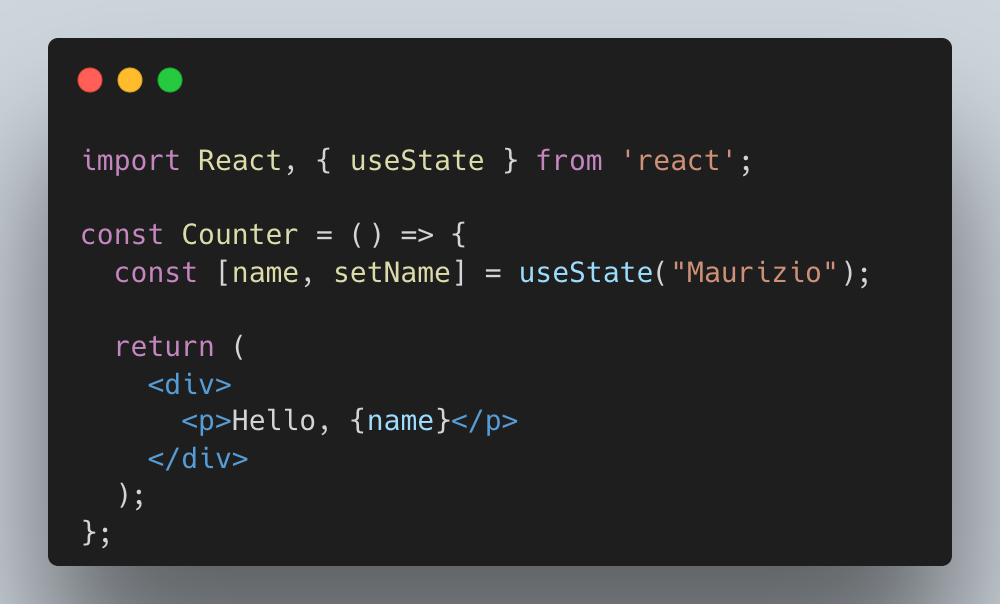 import React, { useState } from 'react';
const Counter = () => {
const [name, setName] = useState("Maurizio");
return (
<div>
<p>Hello, {name}</p>
</div>
);
};